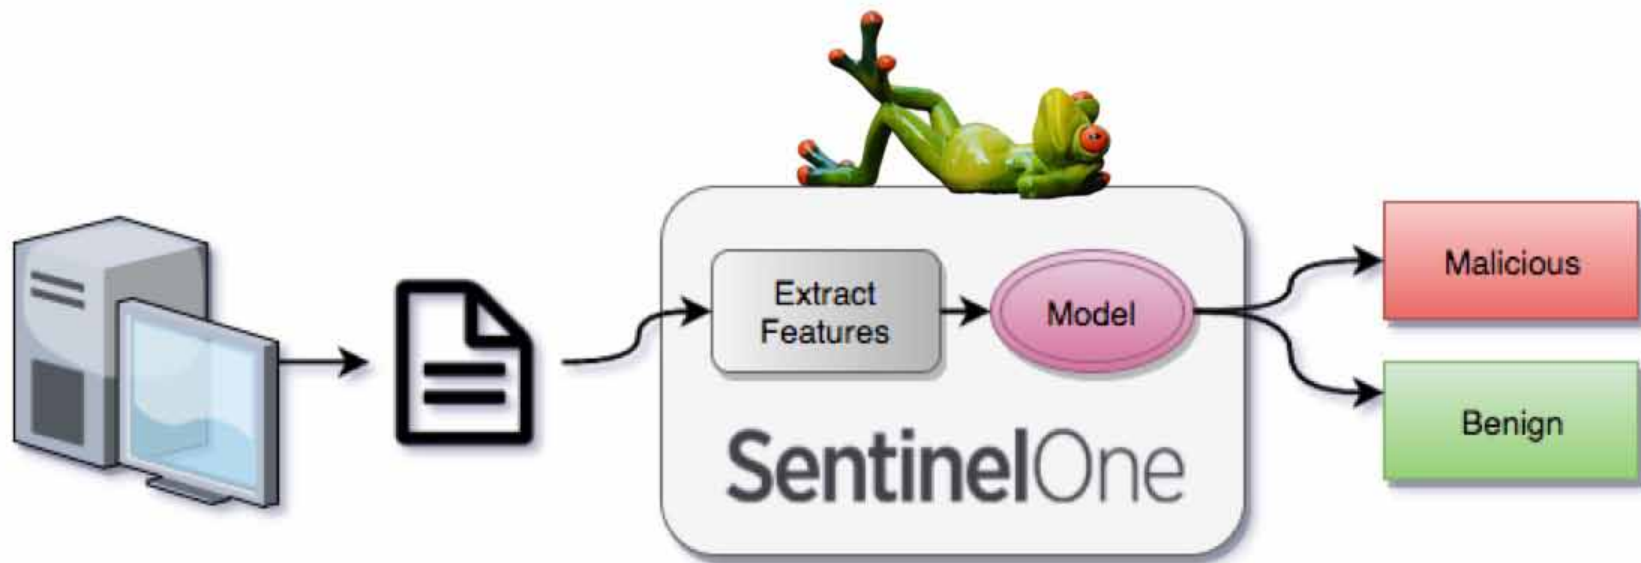 Extract
Features
Model
SentinelOne
Malicious
Benign